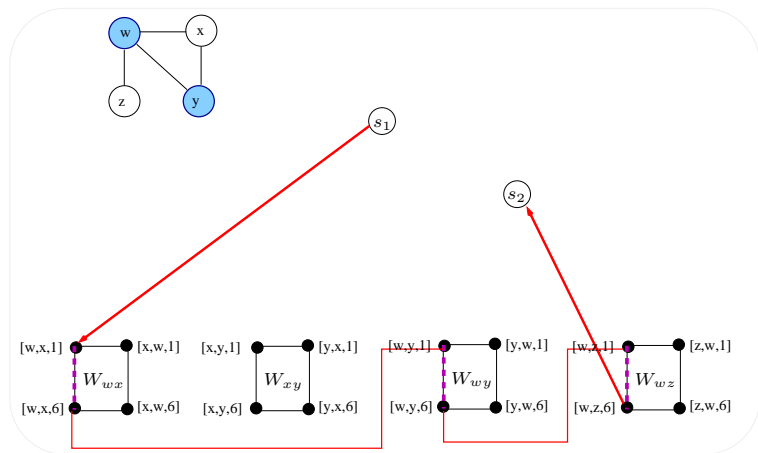 w
x
z
y
s1
s2
[w,x,1]
[x,w,1]
[x,y,1]
[y,x,1]
[w,y,1]
[y,w,1]
[w,z,1]
[z,w,1]
Wwx
Wxy
Wwy
Wwz
[w,x,6]
[x,w,6]
[x,y,6]
[y,x,6]
[w,y,6]
[y,w,6]
[w,z,6]
[z,w,6]